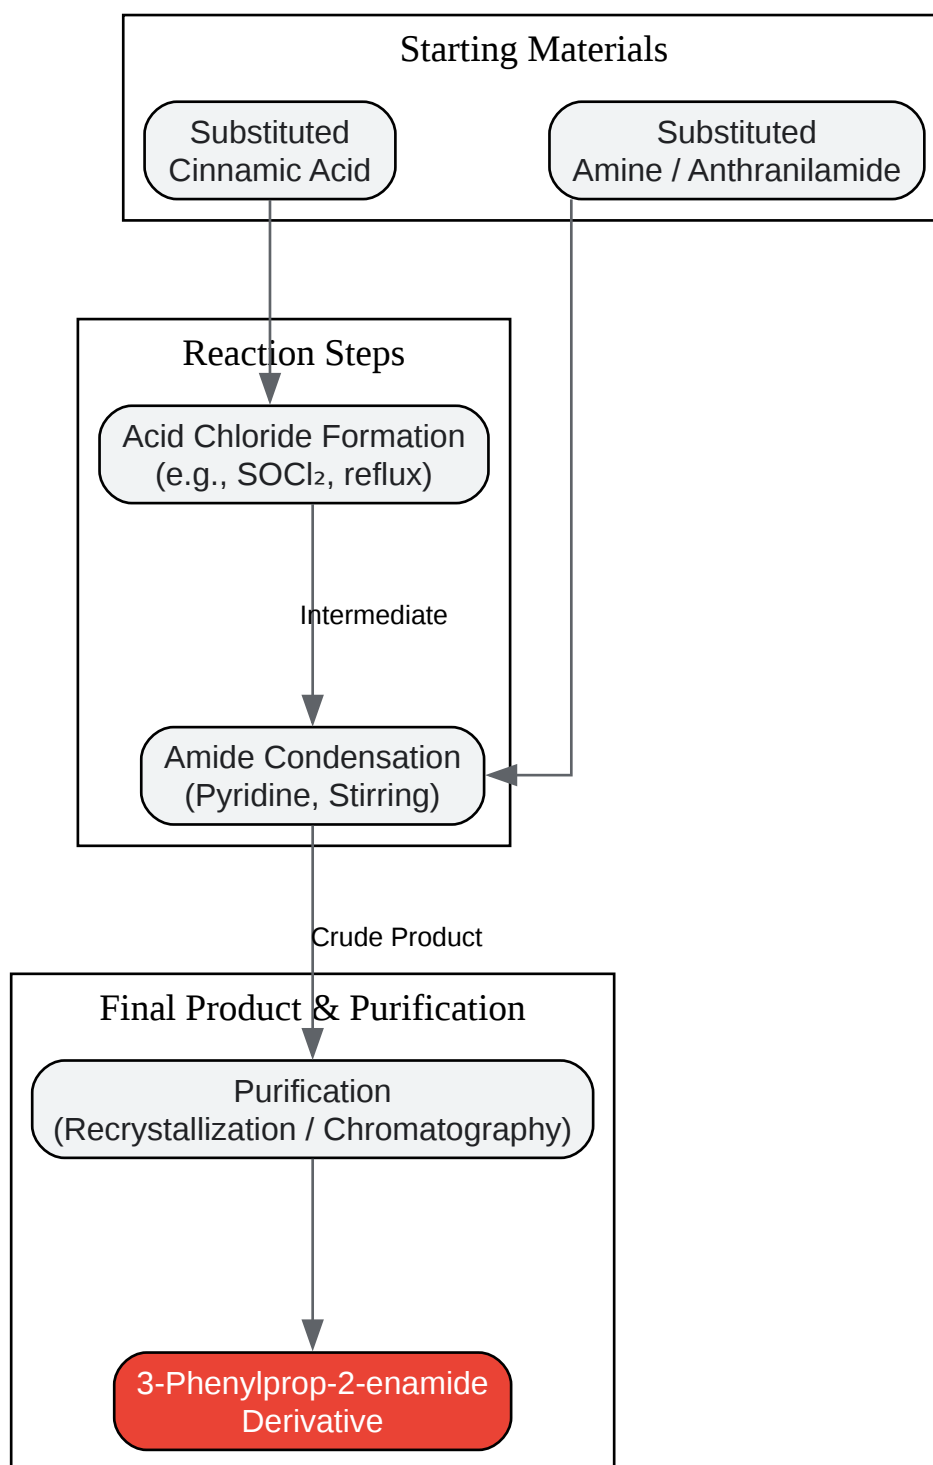 Starting Materials
Substituted
Cinnamic Acid
Substituted
Amine / Anthranilamide
Reaction Steps
Acid Chloride Formation
(e.g., SOCl₂, reflux)
Intermediate
Amide Condensation
(Pyridine, Stirring)
Crude Product
Final Product & Purification
Purification
(Recrystallization / Chromatography)
3-Phenylprop-2-enamide
Derivative